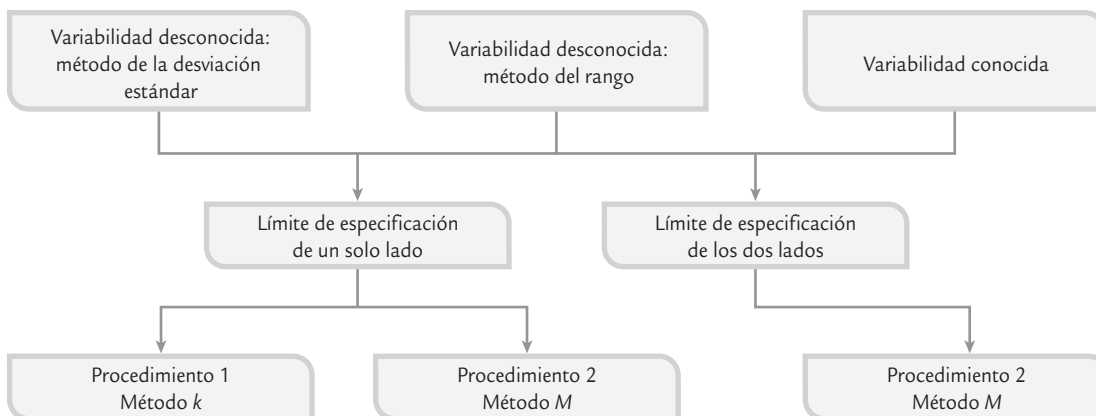 Variabilidad desconocida:
método de la desviación
estándar
Variabilidad desconocida:
método del rango
Variabilidad conocida
Límite de especificación
de un solo lado
Límite de especificación
de los dos lados
Procedimiento 1
Método k
Procedimiento 2
Método M
Procedimiento 2
Método M